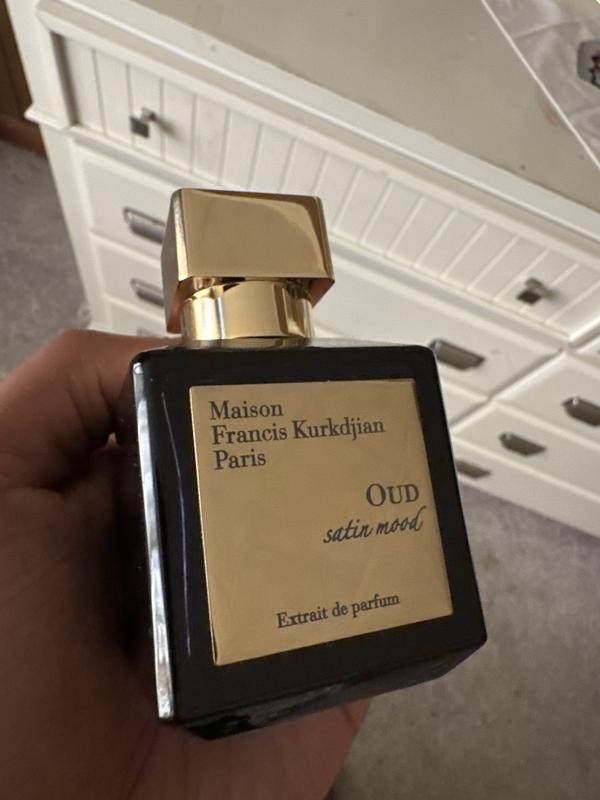 Maison
Francis Kurkdjian
Paris
OUD
satin mood
Extrait de parfum